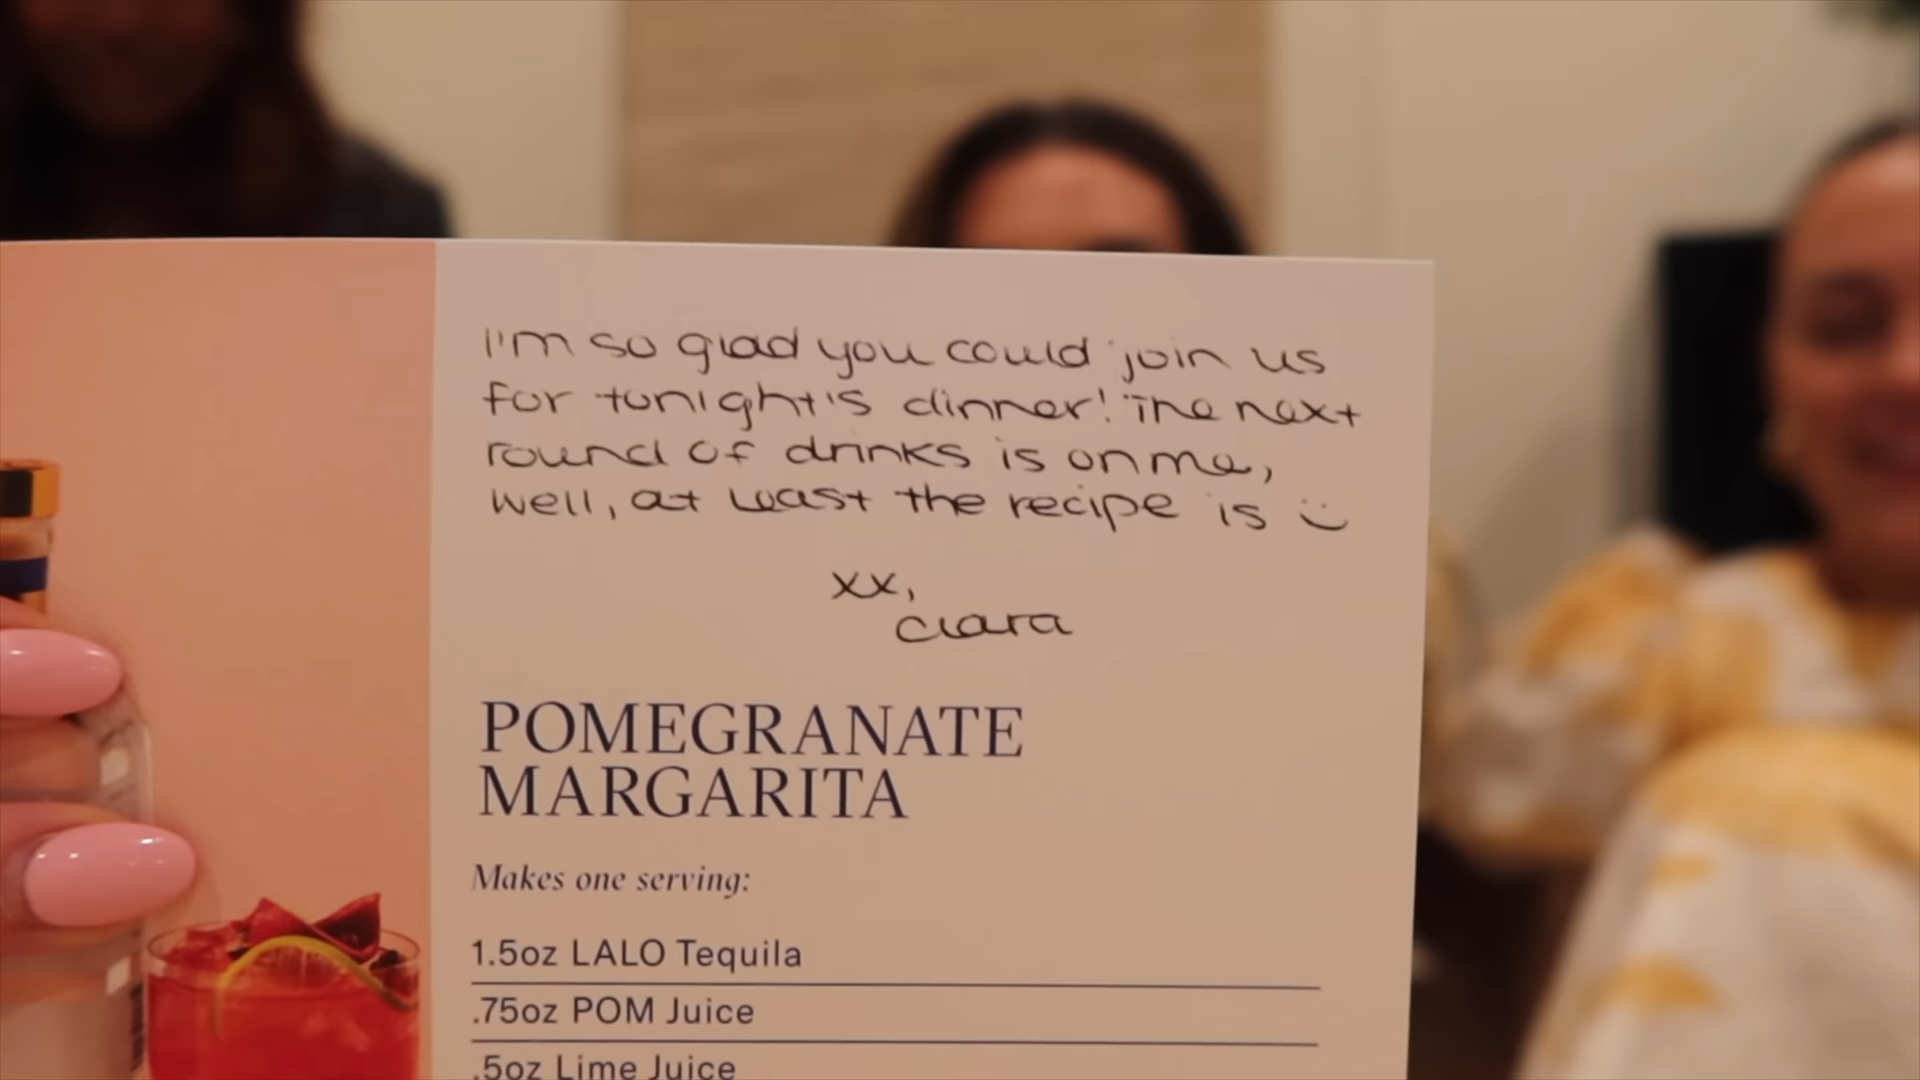 I'm so glad you could join us
for tonight's dinner! The next
round of drinks is on me,
well, at least the recipe is :)
xx,
Clara
POMEGRANATE
MARGARITA
Makes one serving:
1.5oz LALO Tequila
.75oz POM Juice
.5oz Lime Juice